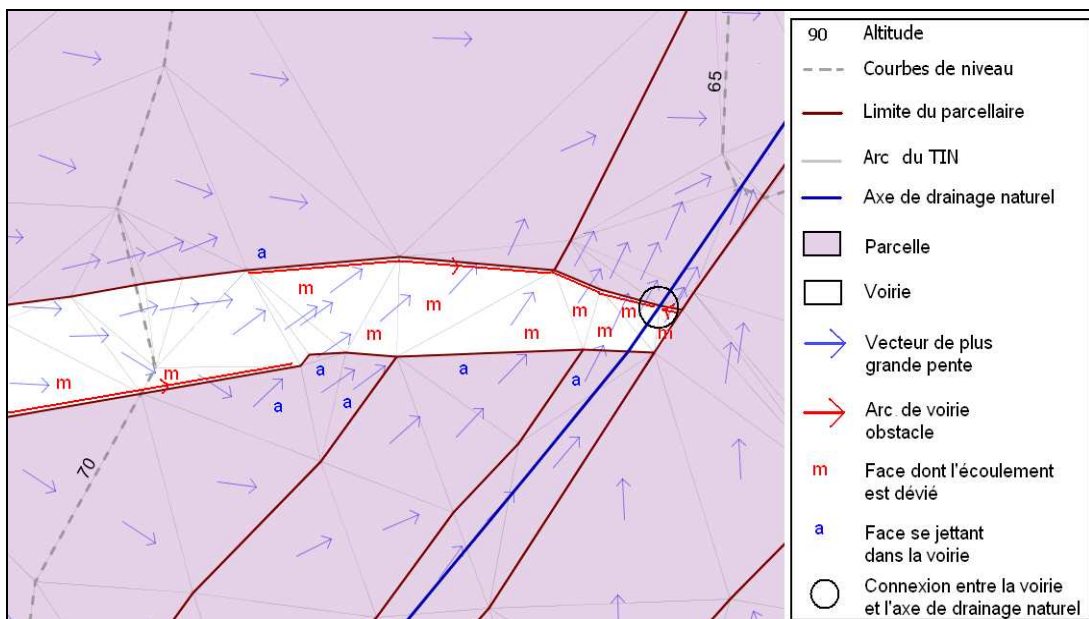 65
a
m
m
m
m
m
m
m
m
m
m
a
a
a
a
a
70
90 Altitude
Courbes de niveau
Limite du parcellaire
Arc du TIN
Axe de drainage naturel
Parcelle
Voirie
Vecteur de plus
grande pente
Arc de voirie
obstacle
m Face dont l'écoulement
est dévié
a Face se jettant
dans la voirie
Connexion entre la voirie
et l'axe de drainage naturel